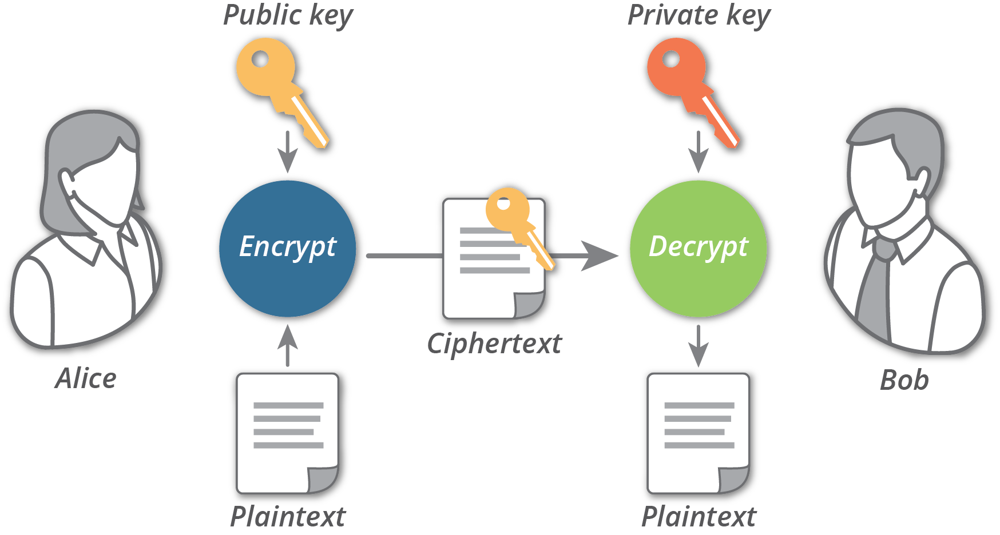 Public key
Private key
Encrypt
Decrypt
Ciphertext
Alice
Bob
Plaintext
Plaintext